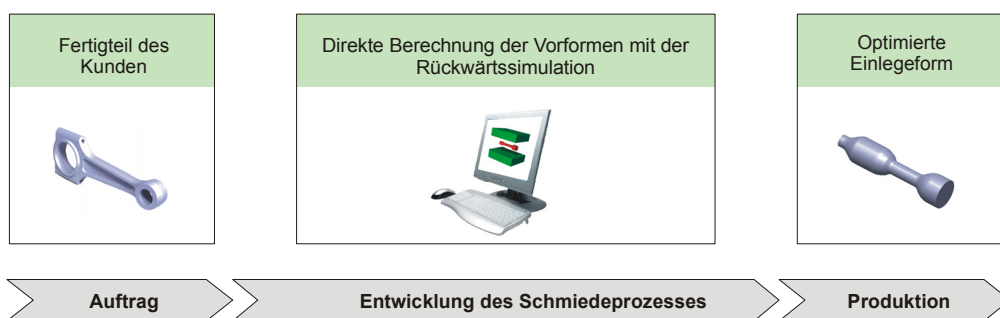 Fertigteil des
Kunden
Direkte Berechnung der Vorformen mit der
Rückwärtssimulation
Optimierte
Einlegeform
Auftrag
Entwicklung des Schmiedeprozesses
Produktion